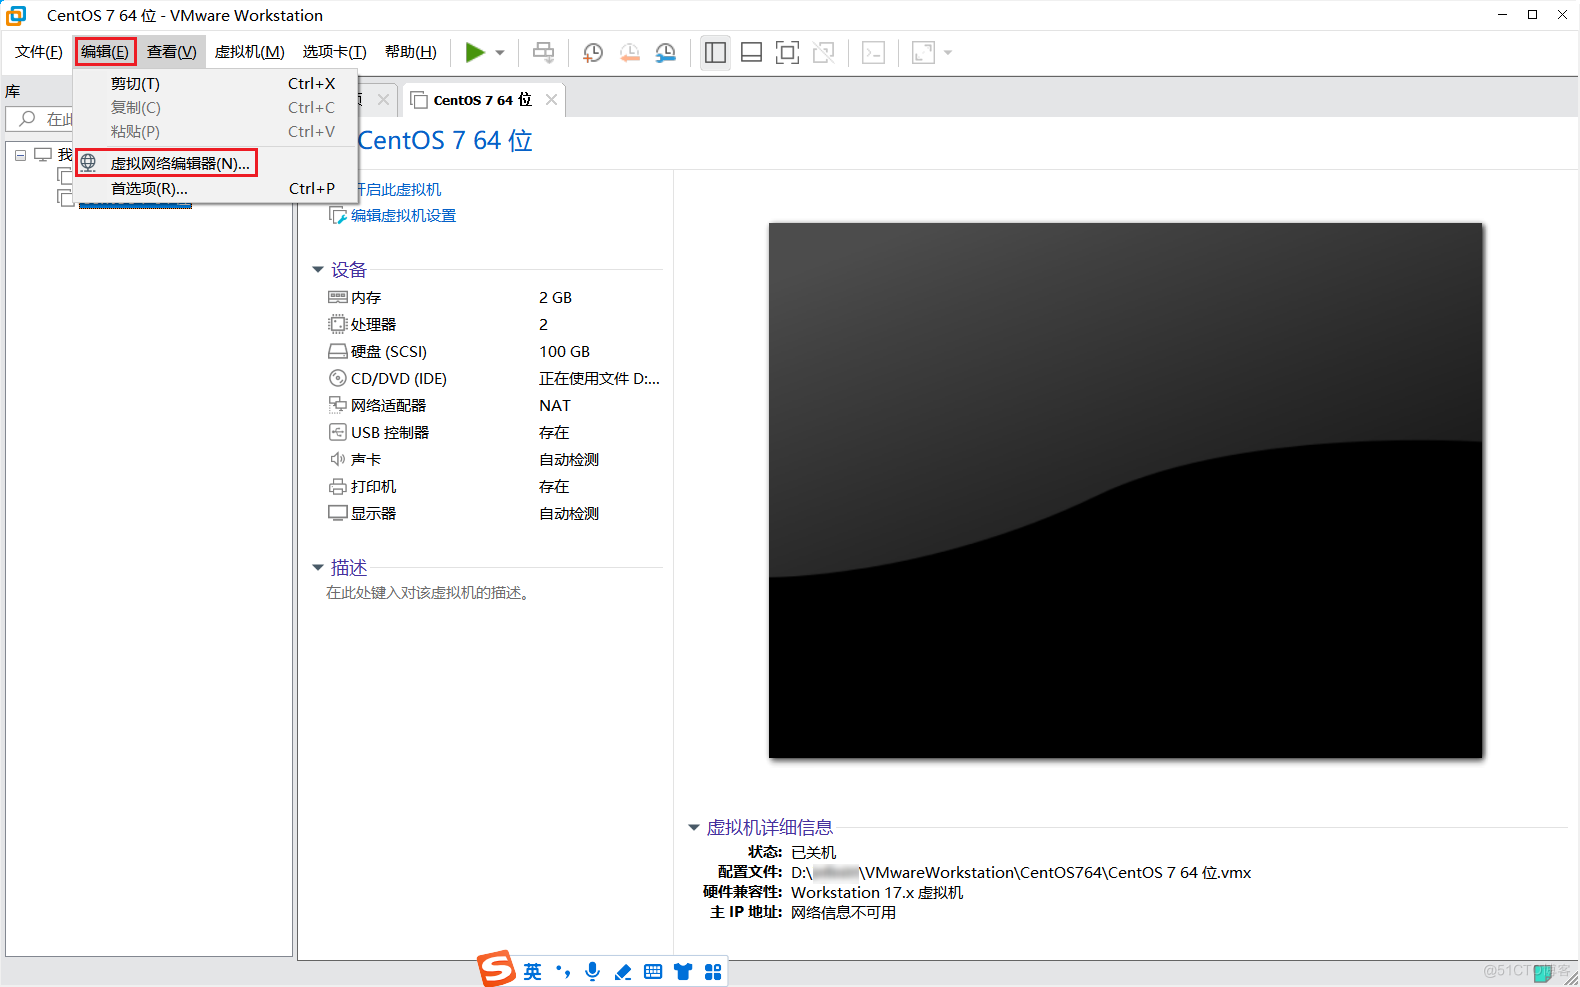 CentOS 7 64 位 - VMware Workstation
文件(F) 编辑(E) 查看(V) 虚拟机(M) 选项卡(T) 帮助(H)
剪切(T) Ctrl+X
复制(C) Ctrl+C
粘贴(P) Ctrl+V
虚拟网络编辑器(N)...
首选项(R)... Ctrl+P
库
在此
我
CentOS 7 64 位
CentOS 7 64 位
开启此虚拟机
编辑虚拟机设置
设备
内存 2 GB
处理器 2
硬盘 (SCSI) 100 GB
CD/DVD (IDE) 正在使用文件 D:...
网络适配器 NAT
USB 控制器 存在
声卡 自动检测
打印机 存在
显示器 自动检测
描述
在此处键入对该虚拟机的描述。
虚拟机详细信息
状态: 已关机
配置文件: D:\ \VMwareWorkstation\CentOS764\CentOS 7 64 位.vmx
硬件兼容性: Workstation 17.x 虚拟机
主 IP 地址: 网络信息不可用
S 英
@51CTO博客